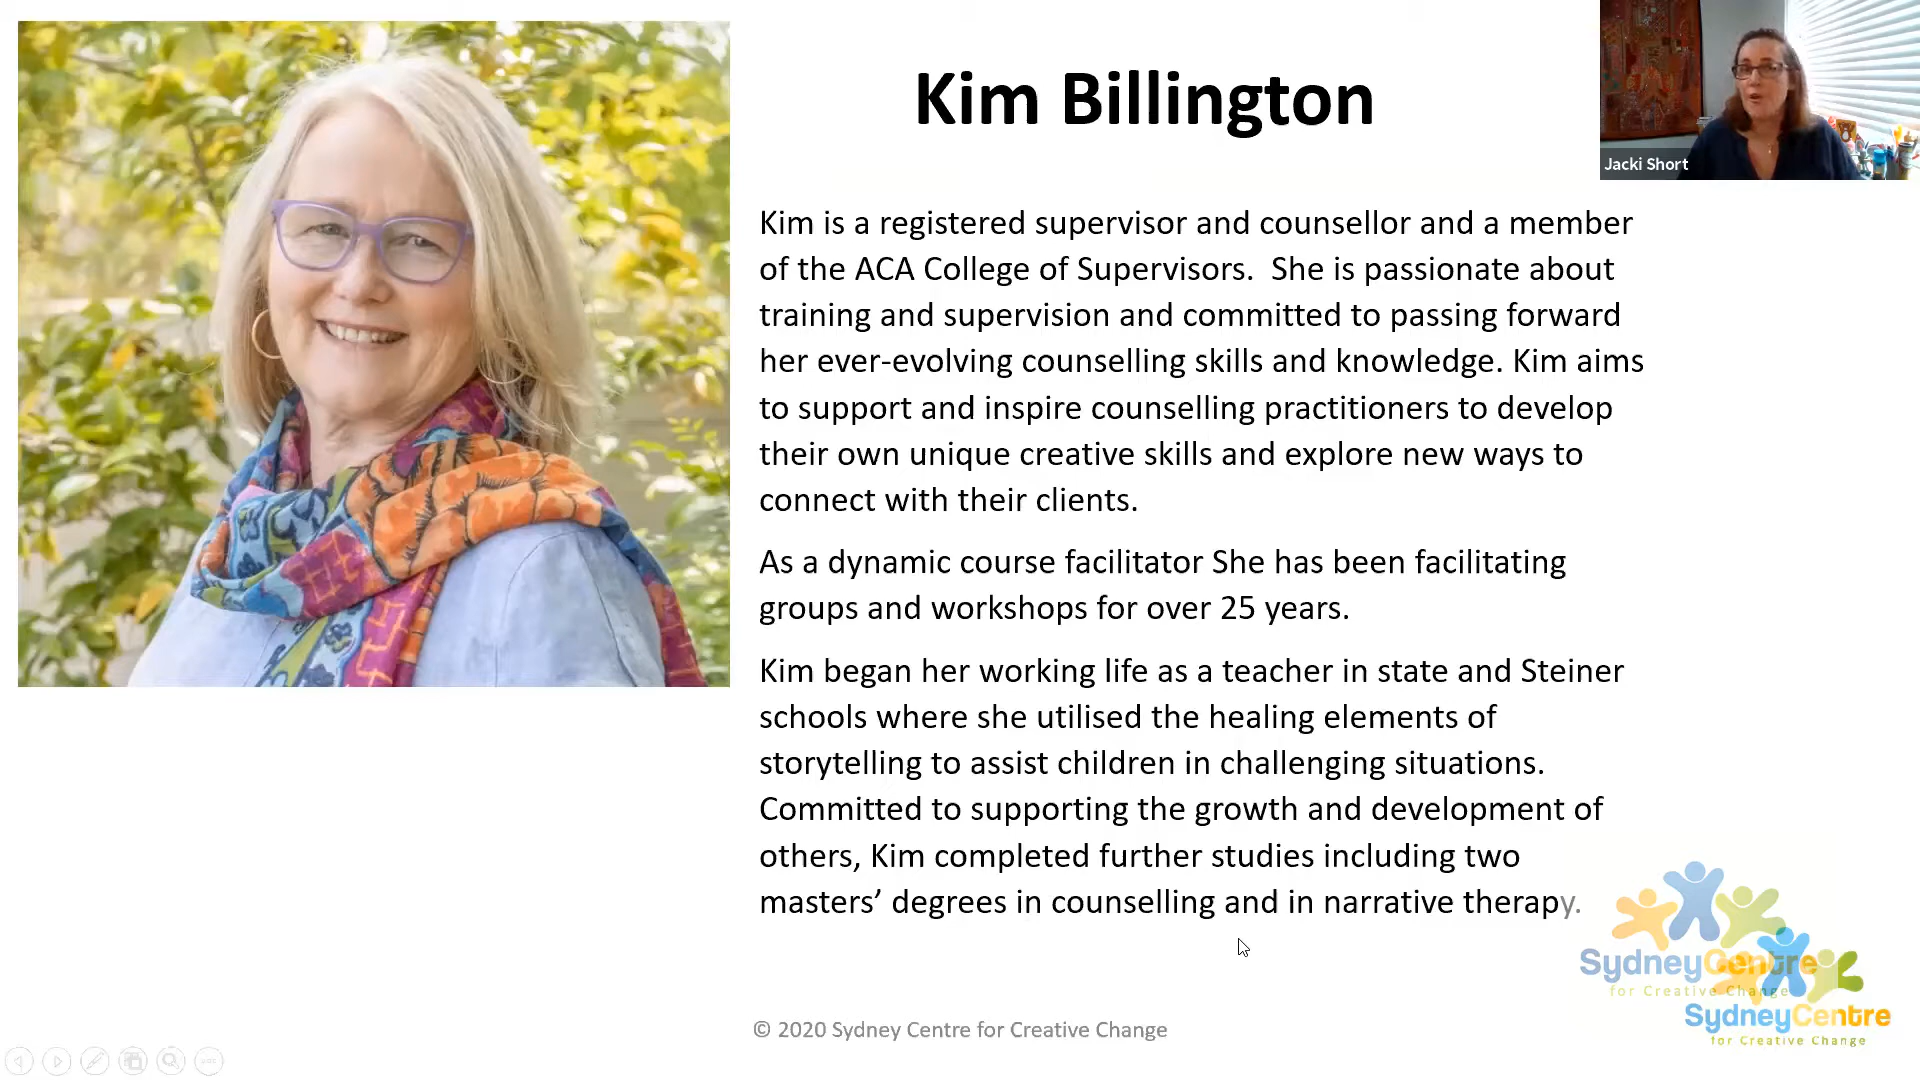 Kim Billington
Jacki Short
Kim is a registered supervisor and counsellor and a member
of the ACA College of Supervisors.  She is passionate about
training and supervision and committed to passing forward
her ever-evolving counselling skills and knowledge. Kim aims
to support and inspire counselling practitioners to develop
their own unique creative skills and explore new ways to
connect with their clients.
As a dynamic course facilitator She has been facilitating
groups and workshops for over 25 years.
Kim began her working life as a teacher in state and Steiner
schools where she utilised the healing elements of
storytelling to assist children in challenging situations.
Committed to supporting the growth and development of
others, Kim completed further studies including two
masters’ degrees in counselling and in narrative therapy.
SydneyCentre
for Creative Change
SydneyCentre
for Creative Change
© 2020 Sydney Centre for Creative Change